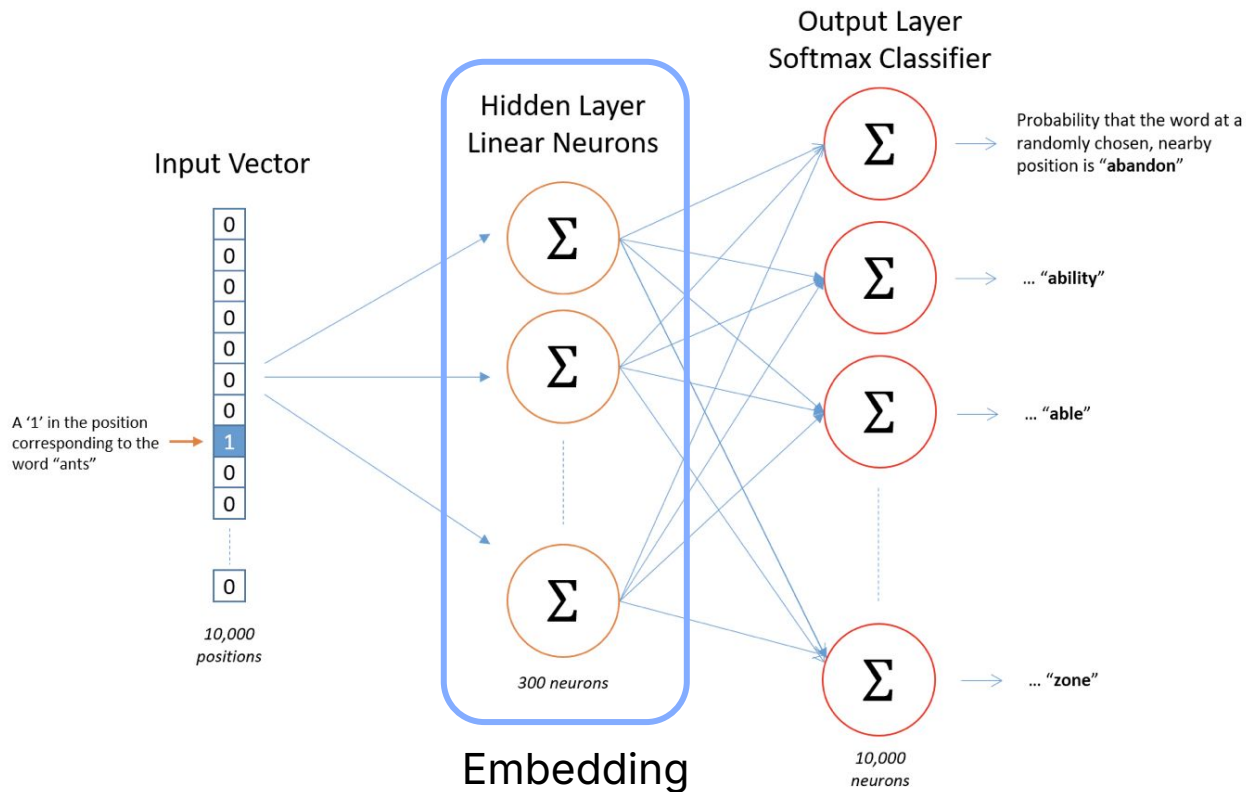 Input Vector
0
0
0
0
0
0
0
1
0
0
0
A ‘1’ in the position
corresponding to the
word “ants”
10,000
positions
Hidden Layer
Linear Neurons
Σ
Σ
Σ
300 neurons
Embedding
Output Layer
Softmax Classifier
Σ
Σ
Σ
Σ
10,000
neurons
Probability that the word at a
randomly chosen, nearby
position is “abandon”
... “ability”
... “able”
... “zone”